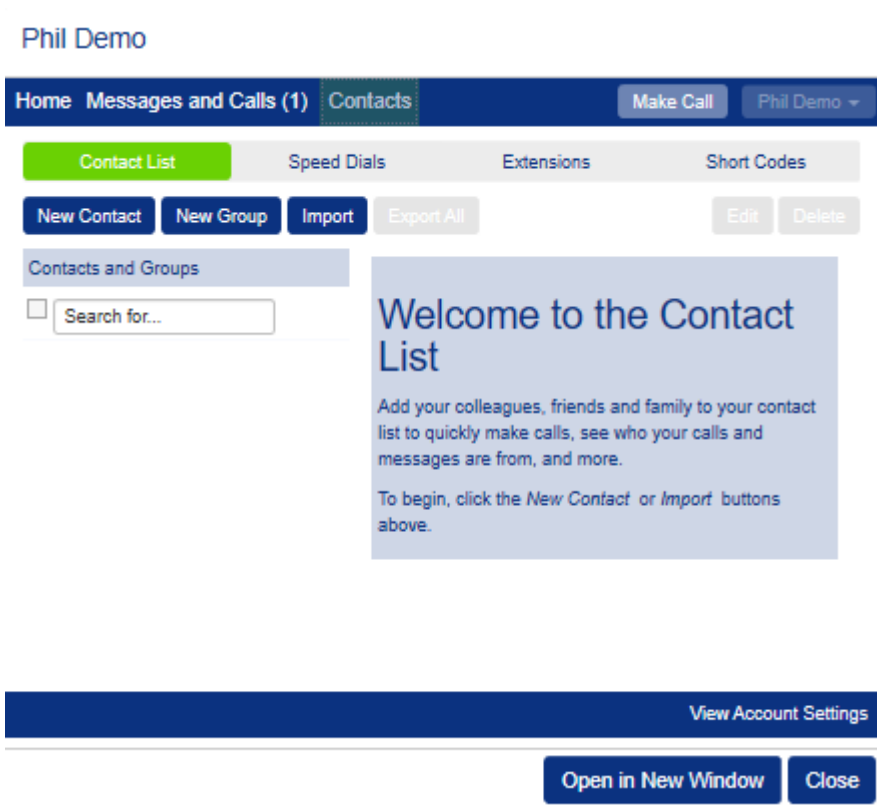 Phil Demo
Home Messages and Calls (1) Contacts Make Call Phil Demo
Contact List Speed Dials Extensions Short Codes
New Contact New Group Import Export All Edit Delete
Contacts and Groups
Search for...
Welcome to the Contact
List
Add your colleagues, friends and family to your contact
list to quickly make calls, see who your calls and
messages are from, and more.
To begin, click the New Contact or Import buttons
above.
View Account Settings
Open in New Window Close